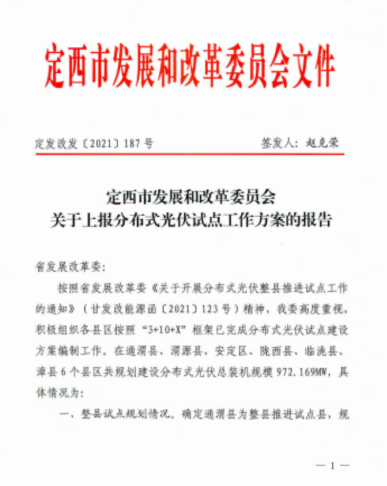 定西市发展和改革委员会文件
定发改发〔2021〕187号 签发人：赵克荣
定西市发展和改革委员会
关于上报分布式光伏试点工作方案的报告
省发展改革委：
按照省发展改革委《关于开展分布式光伏整县推进试点工作
的通知》（甘发改能源函〔2021〕123号）精神，我委高度重视，
积极组织各县区按照“3+10+X”框架已完成分布式光伏试点建设
方案编制工作。在通渭县、渭源县、安定区、陇西县、临洮县、
漳县6个县区共规划建设分布式光伏总装机规模972.169MW，具
体情况为：
一、整县试点规划情况。确定通渭县为整县推进试点县，规
— 1 —